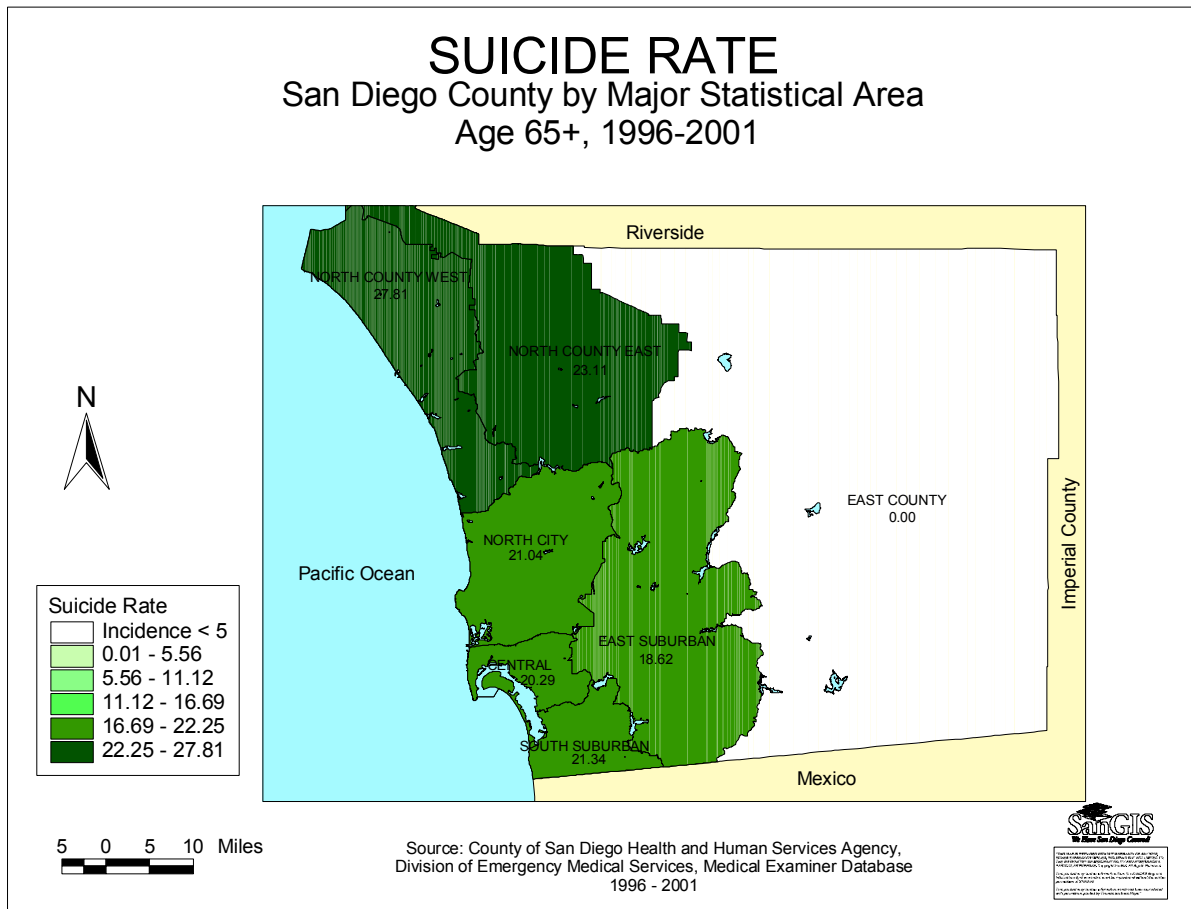 SUICIDE RATE
San Diego County by Major Statistical Area
Age 65+, 1996-2001
Riverside
NORTH COUNTY WEST
27.81
NORTH COUNTY EAST
23.11
N
EAST COUNTY
0.00
Imperial County
NORTH CITY
21.04
Pacific Ocean
EAST SUBURBAN
18.62
CENTRAL
20.29
SOUTH SUBURBAN
21.34
Mexico
Suicide Rate
Incidence < 5
0.01 - 5.56
5.56 - 11.12
11.12 - 16.69
16.69 - 22.25
22.25 - 27.81
5 0 5 10 Miles
Source: County of San Diego Health and Human Services Agency,
Division of Emergency Medical Services, Medical Examiner Database
1996 - 2001
SanGIS
We Have San Diego Covered!